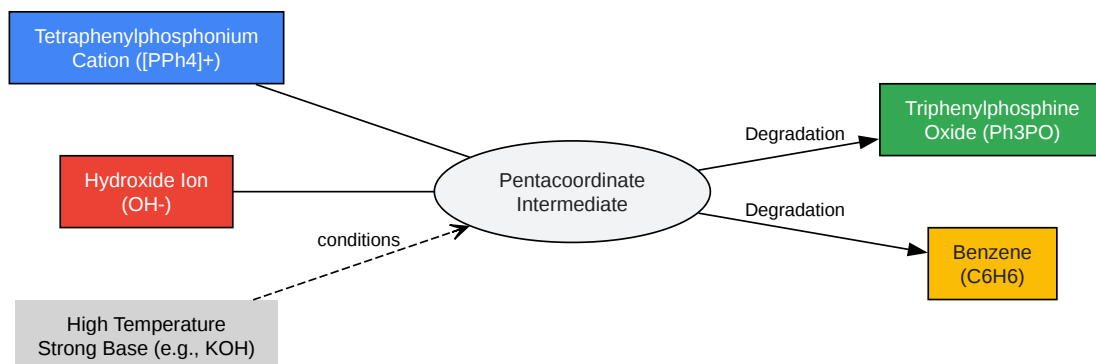 Tetraphenylphosphonium
Cation ([PPh4]+)
Hydroxide Ion
(OH-)
High Temperature
Strong Base (e.g., KOH)
conditions
Pentacoordinate
Intermediate
Degradation
Degradation
Triphenylphosphine
Oxide (Ph3PO)
Benzene
(C6H6)